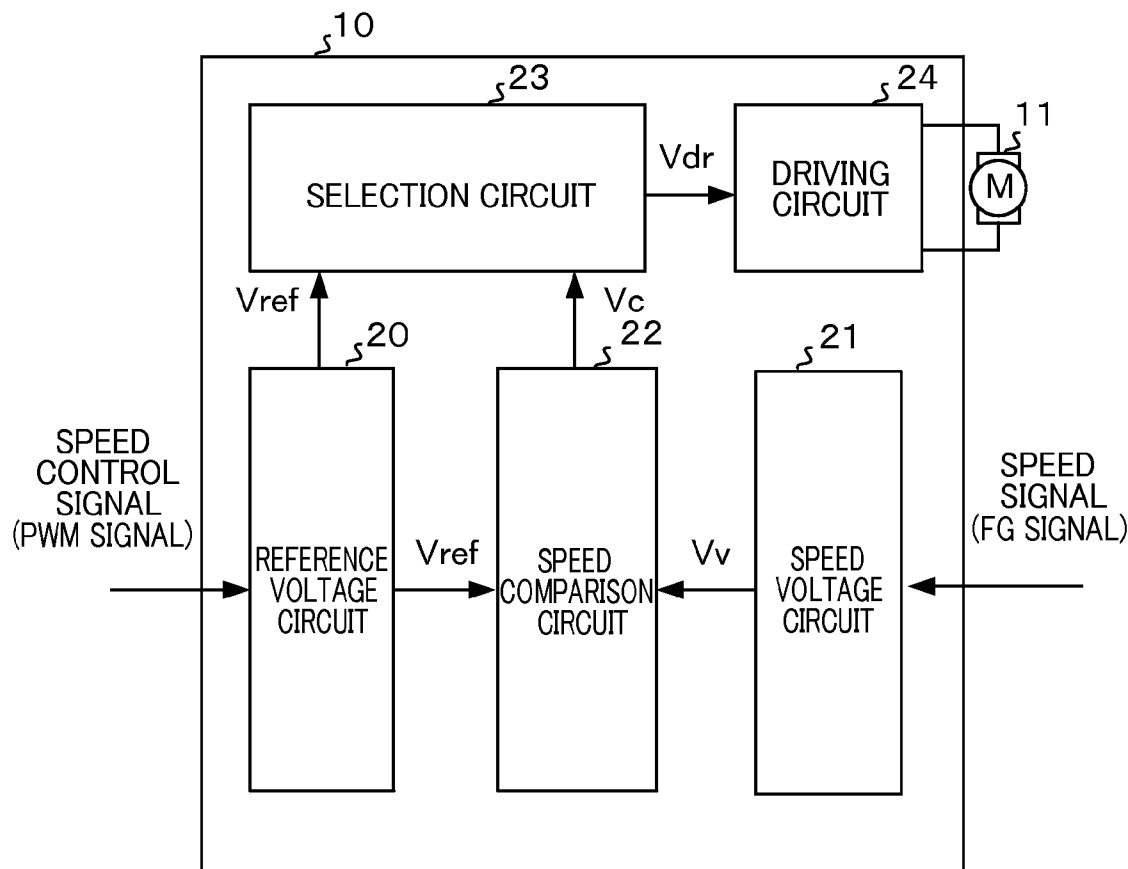 10
23
24
11
SELECTION CIRCUIT
Vdr
DRIVING
CIRCUIT
M
Vref
Vc
20
22
21
SPEED
CONTROL
SIGNAL
(PWM SIGNAL)
REFERENCE
VOLTAGE
CIRCUIT
Vref
SPEED
COMPARISON
CIRCUIT
Vv
SPEED
VOLTAGE
CIRCUIT
SPEED
SIGNAL
(FG SIGNAL)